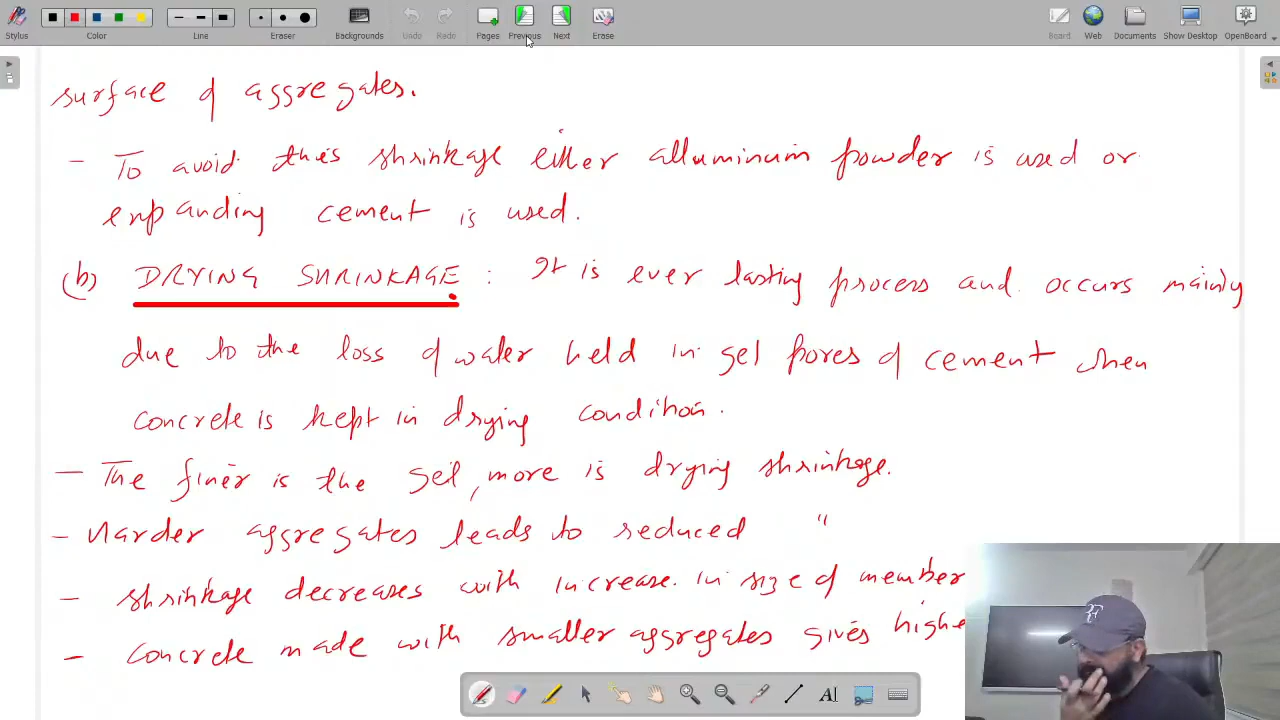 Stylus Line Eraser Backgrounds Undo Redo Pages Previous Next Erase Board Web Documents Show Desktop OpenBoard
surface of aggregates.
- To avoid this shrinkage either alluminum powder is used or
expanding cement is used.
(b) DRYING SHRINKAGE : It is ever lasting process and occurs mainly
due to the loss of water held in gel pores of cement when
concrete is kept in drying condition.
- The finer is the gel, more is drying shrinkage.
- Harder aggregates leads to reduced "
- shrinkage decreases with increase in size of member
- concrete made with smaller aggregates gives highe